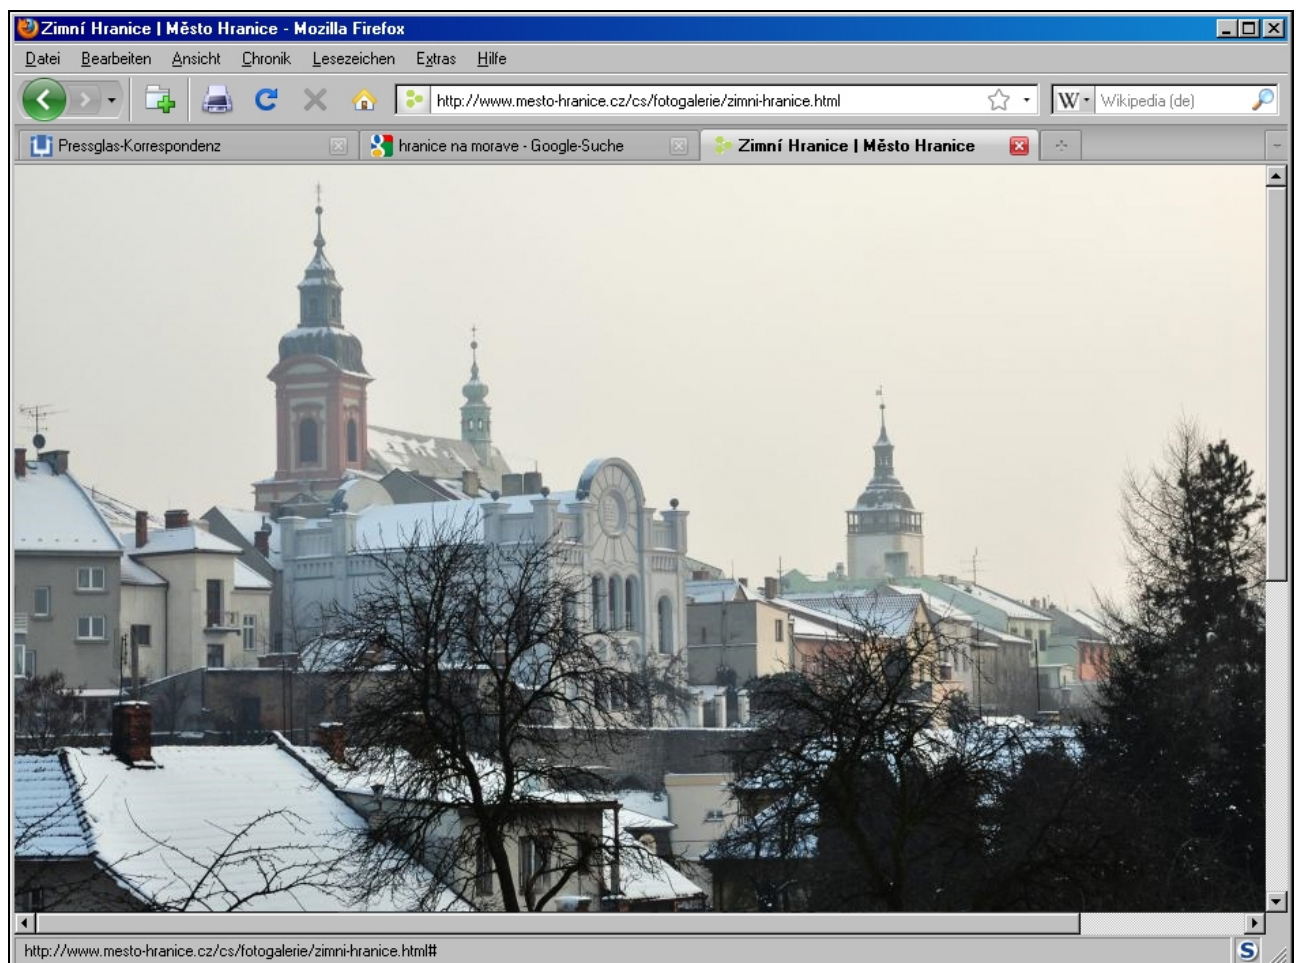 Zimní Hranice | Město Hranice - Mozilla Firefox
Datei Bearbeiten Ansicht Chronik Lesezeichen Extras Hilfe
http://www.mesto-hranice.cz/cs/fotogalerie/zimni-hranice.html W Wikipedia (de)
Pressglas-Korrespondenz hranice na morave - Google-Suche Zimní Hranice | Město Hranice
http://www.mesto-hranice.cz/cs/fotogalerie/zimni-hranice.html#
S